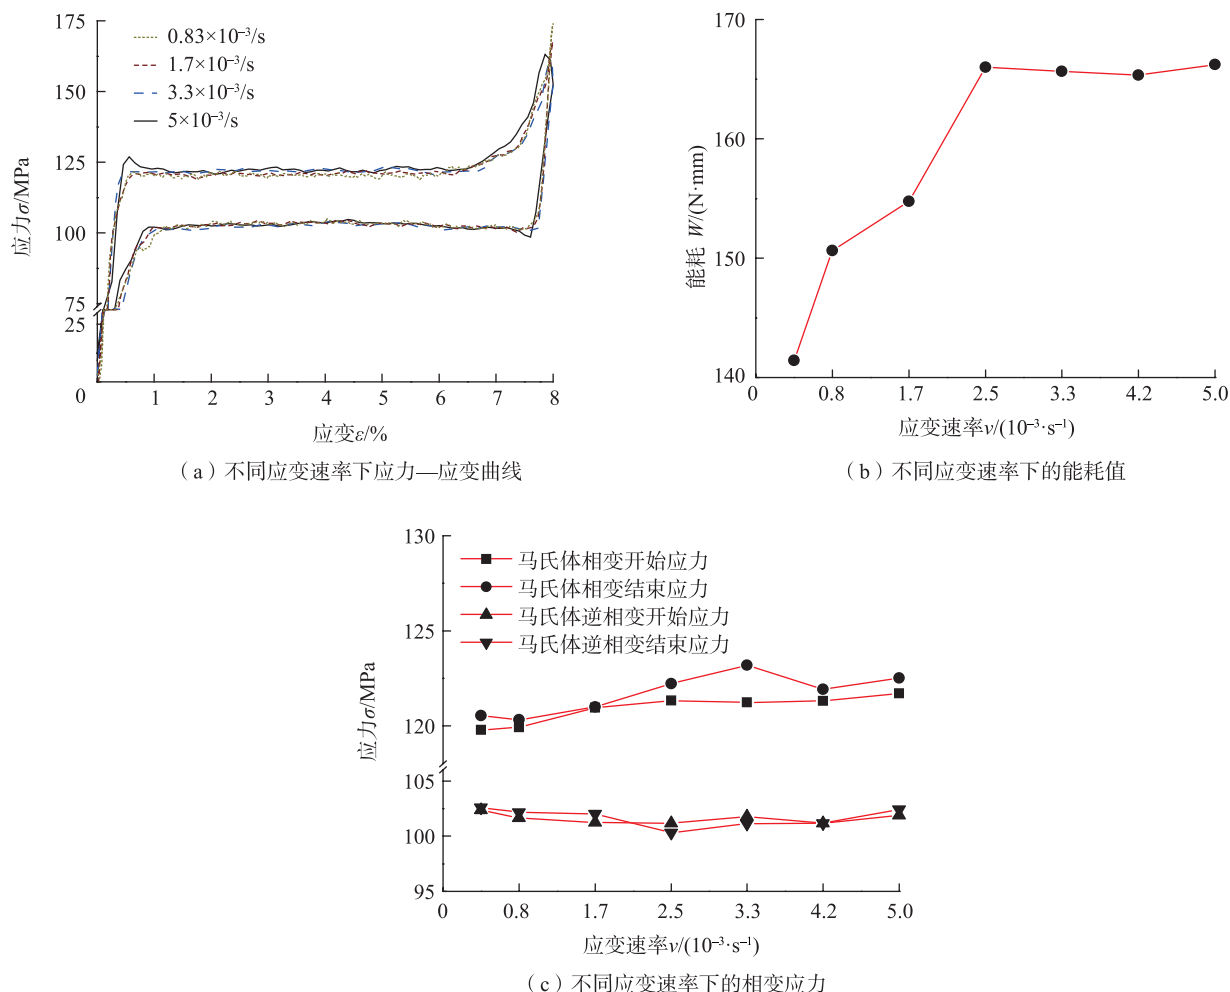 175
150
125
100
75
25
0
应力σ/MPa
0.83×10⁻³/s
1.7×10⁻³/s
3.3×10⁻³/s
5×10⁻³/s
1 2 3 4 5 6 7 8
应变ε/%
(a)不同应变速率下应力—应变曲线
170
160
150
140
能耗 W/(N·mm)
0 0.8 1.7 2.5 3.3 4.2 5.0
应变速率v/(10⁻³·s⁻¹)
(b)不同应变速率下的能耗值
130
125
120
105
100
95
应力σ/MPa
马氏体相变开始应力
马氏体相变结束应力
马氏体逆相变开始应力
马氏体逆相变结束应力
0 0.8 1.7 2.5 3.3 4.2 5.0
应变速率v/(10⁻³·s⁻¹)
(c)不同应变速率下的相变应力